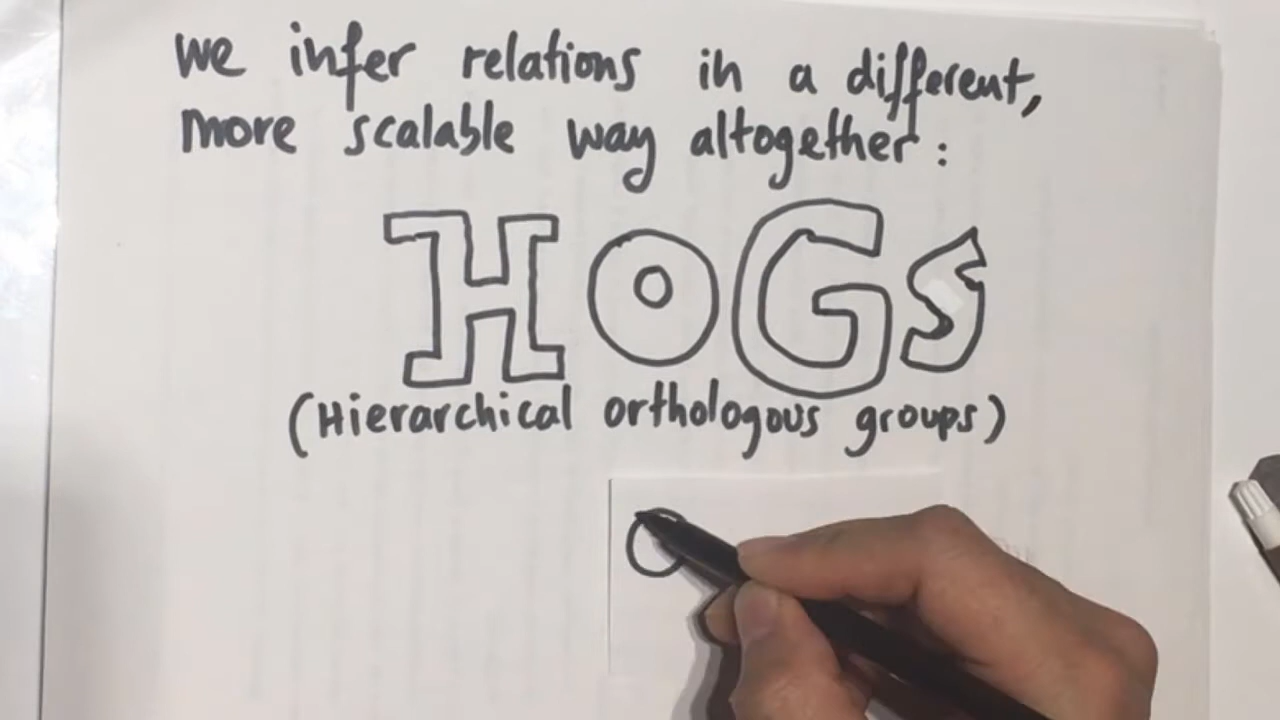 we infer relations in a different,
more scalable way altogether:
HOGs
(Hierarchical orthologous groups)